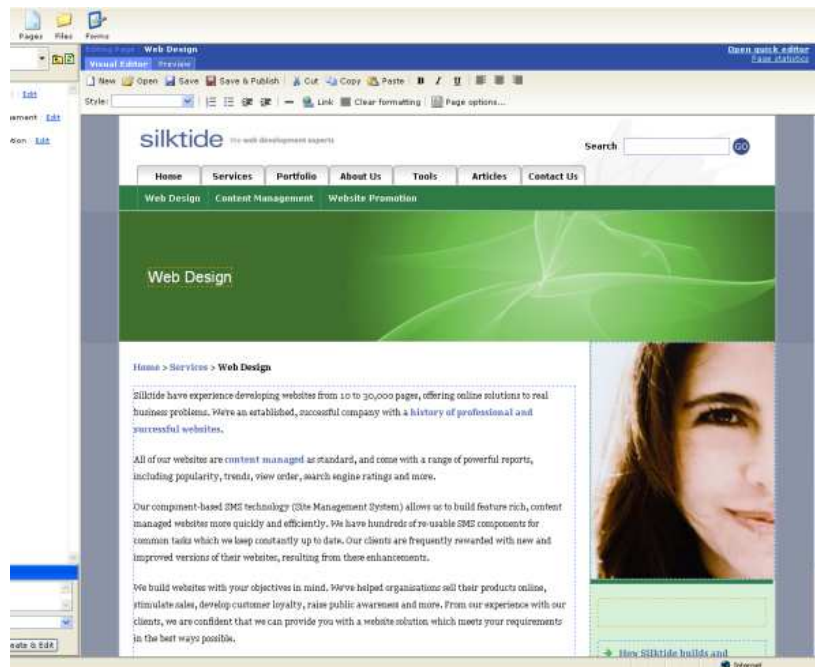 Pages Files Forms
Editing Page: Web Design
Open quick editor
Page statistics
Visual Editor Preview
New Open Save Save & Publish Cut Copy Paste B I U
Edit
Style: Link Clear formatting Page options...
ement Edit
tion Edit
silktide the web development experts
Search GO
Home Services Portfolio About Us Tools Articles Contact Us
Web Design Content Management Website Promotion
Web Design
Home > Services > Web Design
Silktide have experience developing websites from 10 to 30,000 pages, offering online solutions to real
business problems. We're an established, successful company with a history of professional and
successful websites.
All of our websites are content managed as standard, and come with a range of powerful reports,
including popularity, trends, view order, search engine ratings and more.
Our component-based SMS technology (Site Management System) allows us to build feature rich, content
managed websites more quickly and efficiently. We have hundreds of re-usable SMS components for
common tasks which we keep constantly up to date. Our clients are frequently rewarded with new and
improved versions of their websites, resulting from these enhancements.
We build websites with your objectives in mind. We've helped organisations sell their products online,
stimulate sales, develop customer loyalty, raise public awareness and more. From our experience with our
clients, we are confident that we can provide you with a website solution which meets your requirements
in the best ways possible.
eate & Edit
How Silktide builds and
Internet